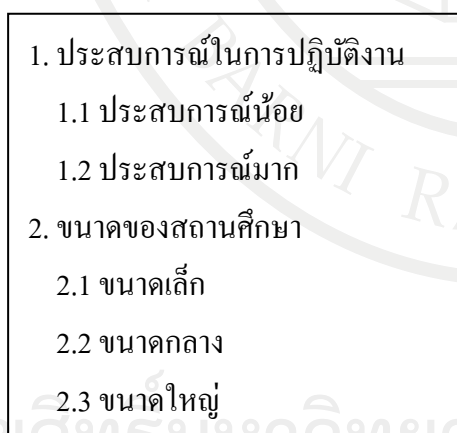 1. ประสบการณ์ในการปฏิบัติงาน
1.1 ประสบการณ์น้อย
1.2 ประสบการณ์มาก
2. ขนาดของสถานศึกษา
2.1 ขนาดเล็ก
2.2 ขนาดกลาง
2.3 ขนาดใหญ่